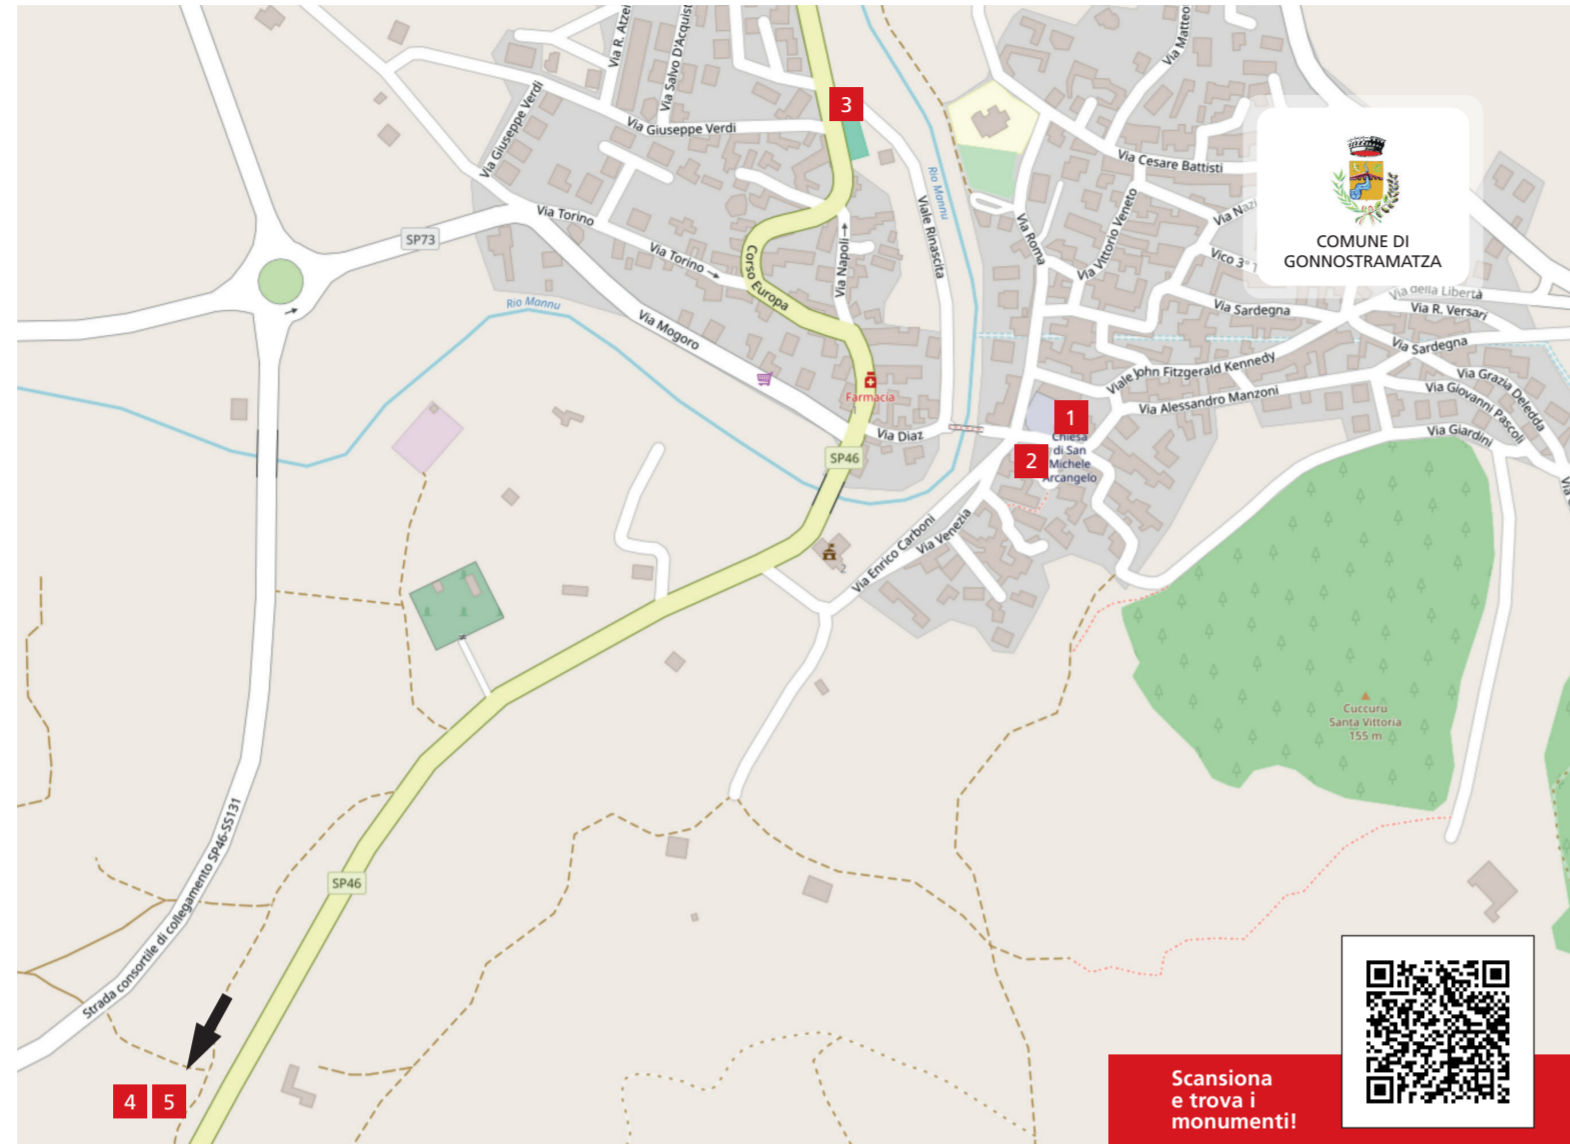 Via R. Atzei
Via Salvo D'Acquist
Via Matteo
3
Via Giuseppe Verdi
Via Giuseppe Verdi
Via Cesare Battisti
Rio Mannu
Viale Rinascita
Via Torino
SP73
Via Torino
Corso Europa
Via Napoli
Via Roma
Via Vittorio Veneto
Via Nazi
Vico 3°
COMUNE DI
GONNOSTRAMATZA
Via della Libertà
Via R. Versari
Via Sardegna
Via Sardegna
Rio Mannu
Via Mogoro
Farmacia
Viale John Fitzgerald Kennedy
Via Alessandro Manzoni
Via Grazia Deledda
Via Giovanni Pascoli
Via Giardini
Via Diaz
SP46
1
2
Chiesa
di San
Michele
Arcangelo
Via Enrico Carboni
Via Venezia
2
Cuccuru
Santa Vittoria
155 m
SP46
Strada consortile di collegamento SP46-SS131
4 5
Scansiona
e trova i
monumenti!